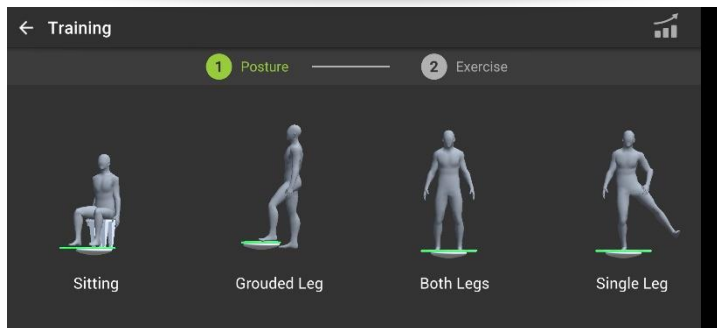 Training
1 Posture 2 Exercise
Sitting Grouded Leg Both Legs Single Leg